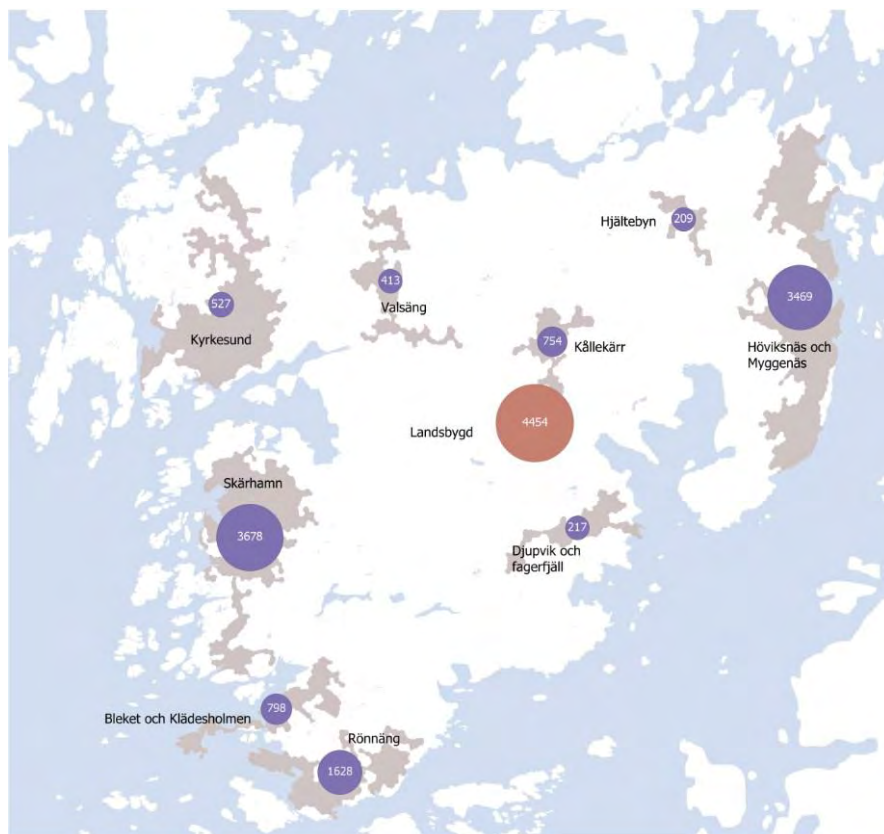 209
Hjältebyn
413
Valsäng
527
Kyrkesund
3469
Höviksnäs och
Myggenäs
754
Kållekärr
4454
Landsbygd
Skärhamn
3678
217
Djupvik och
fagerfjäll
798
Bleket och Klädesholmen
Rönnäng
1628